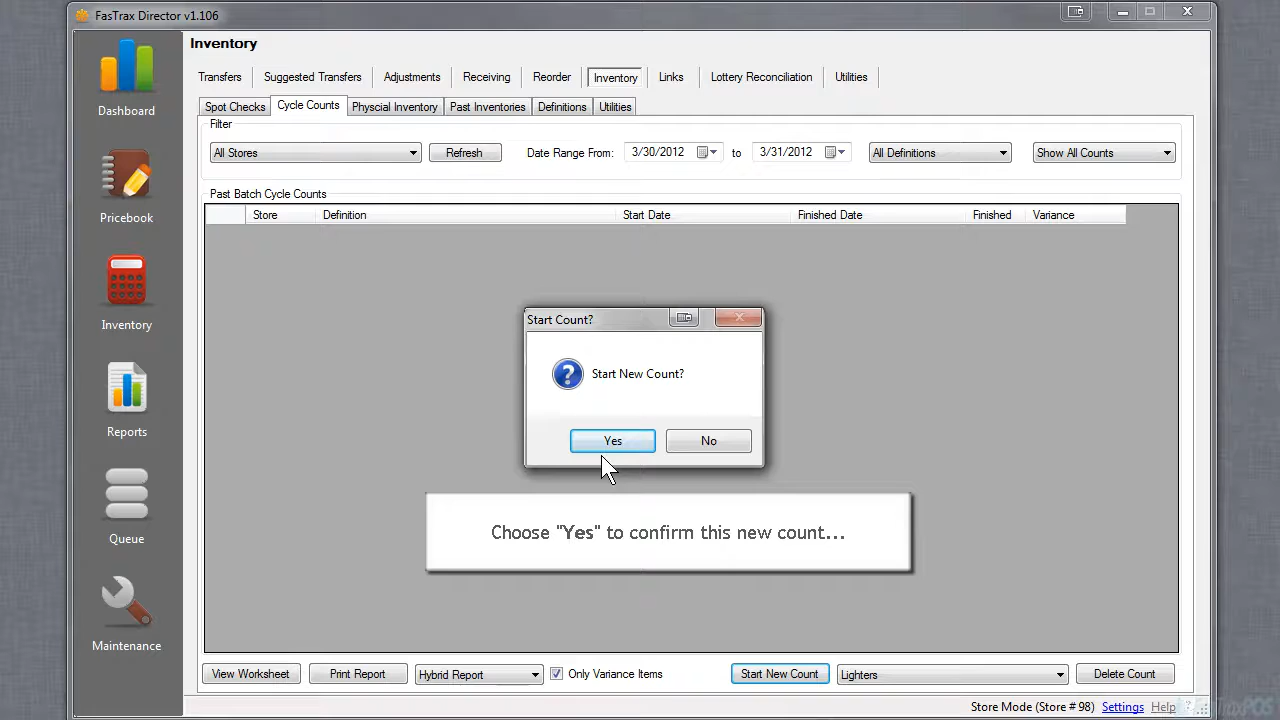 FasTrax Director v1.106
Inventory
Dashboard
Pricebook
Inventory
Reports
Queue
Maintenance
Transfers
Suggested Transfers
Adjustments
Receiving
Reorder
Inventory
Links
Lottery Reconciliation
Utilities
Spot Checks
Cycle Counts
Physcial Inventory
Past Inventories
Definitions
Utilities
Filter
All Stores
Refresh
Date Range From:
3/30/2012
to
3/31/2012
All Definitions
Show All Counts
Past Batch Cycle Counts
Store
Definition
Start Date
Finished Date
Finished
Variance
Start Count?
?
Start New Count?
Yes
No
Choose "Yes" to confirm this new count...
View Worksheet
Print Report
Hybrid Report
Only Variance Items
Start New Count
Lighters
Delete Count
Store Mode (Store # 98)
Settings
Help